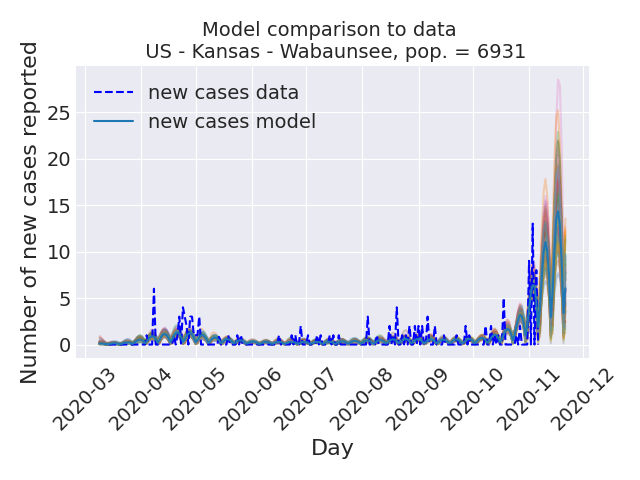 Model comparison to data
US - Kansas - Wabaunsee, pop. = 6931
Number of new cases reported
25
20
15
10
5
0
new cases data
new cases model
2020-03
2020-04
2020-05
2020-06
2020-07
2020-08
2020-09
2020-10
2020-11
2020-12
Day